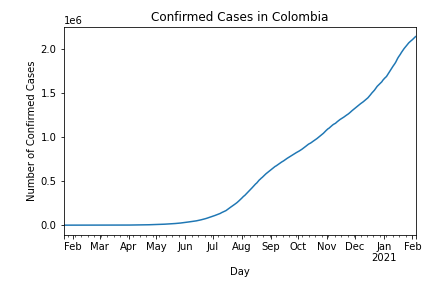 Confirmed Cases in Colombia
1e6
2.0
1.5
1.0
0.5
0.0
Number of Confirmed Cases
Feb Mar Apr May Jun Jul Aug Sep Oct Nov Dec Jan Feb
2021
Day